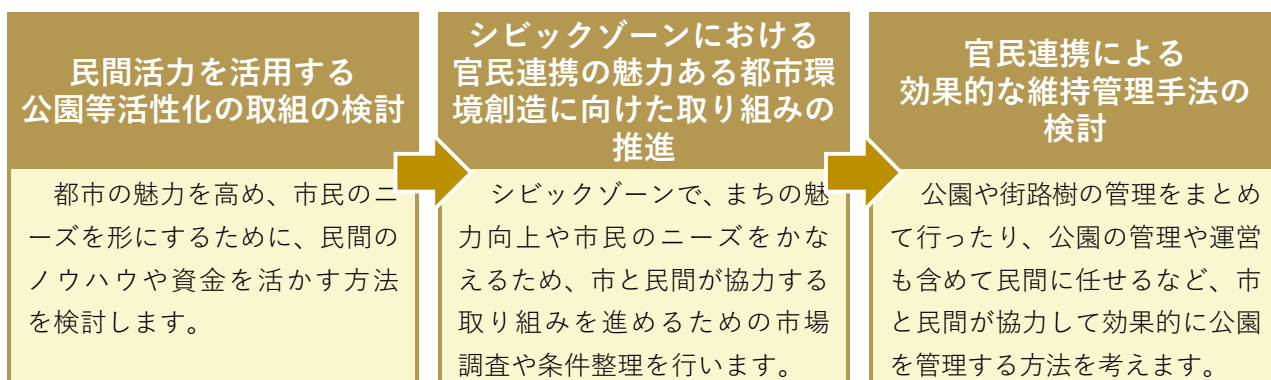 民間活力を活用する
公園等活性化の取組の検討
都市の魅力を高め、市民のニ
ーズを形にするために、民間の
ノウハウや資金を活かす方法
を検討します。
シビックゾーンにおける
官民連携の魅力ある都市環
境創造に向けた取り組みの
推進
シビックゾーンで、まちの魅
力向上や市民のニーズをかな
えるため、市と民間が協力する
取り組みを進めるための市場
調査や条件整理を行います。
官民連携による
効果的な維持管理手法の
検討
公園や街路樹の管理をまとめ
て行ったり、公園の管理や運営
も含めて民間に任せるなど、市
と民間が協力して効果的に公園
を管理する方法を考えます。